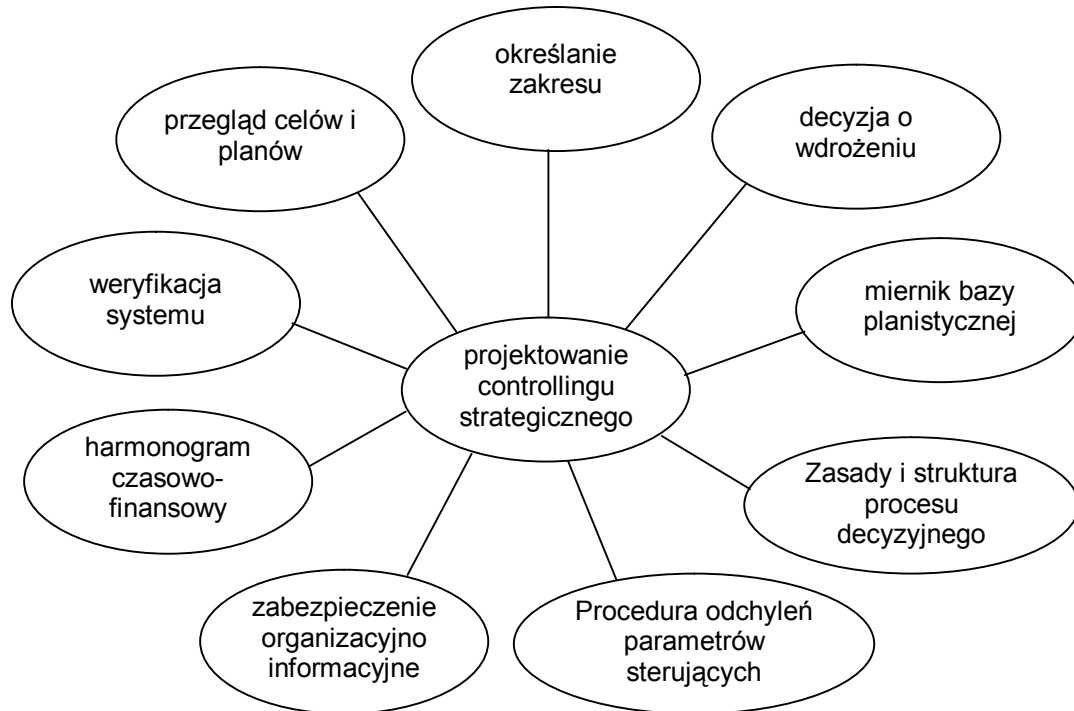 określanie
zakresu
przegląd celów i
planów
decyzja o
wdrożeniu
weryfikacja
systemu
miernik bazy
planistycznej
projektowanie
controllingu
strategicznego
harmonogram
czasowo-
finansowy
Zasady i struktura
procesu
decyzyjnego
zabezpieczenie
organizacyjno
informacyjne
Procedura odchyleń
parametrów
sterujących